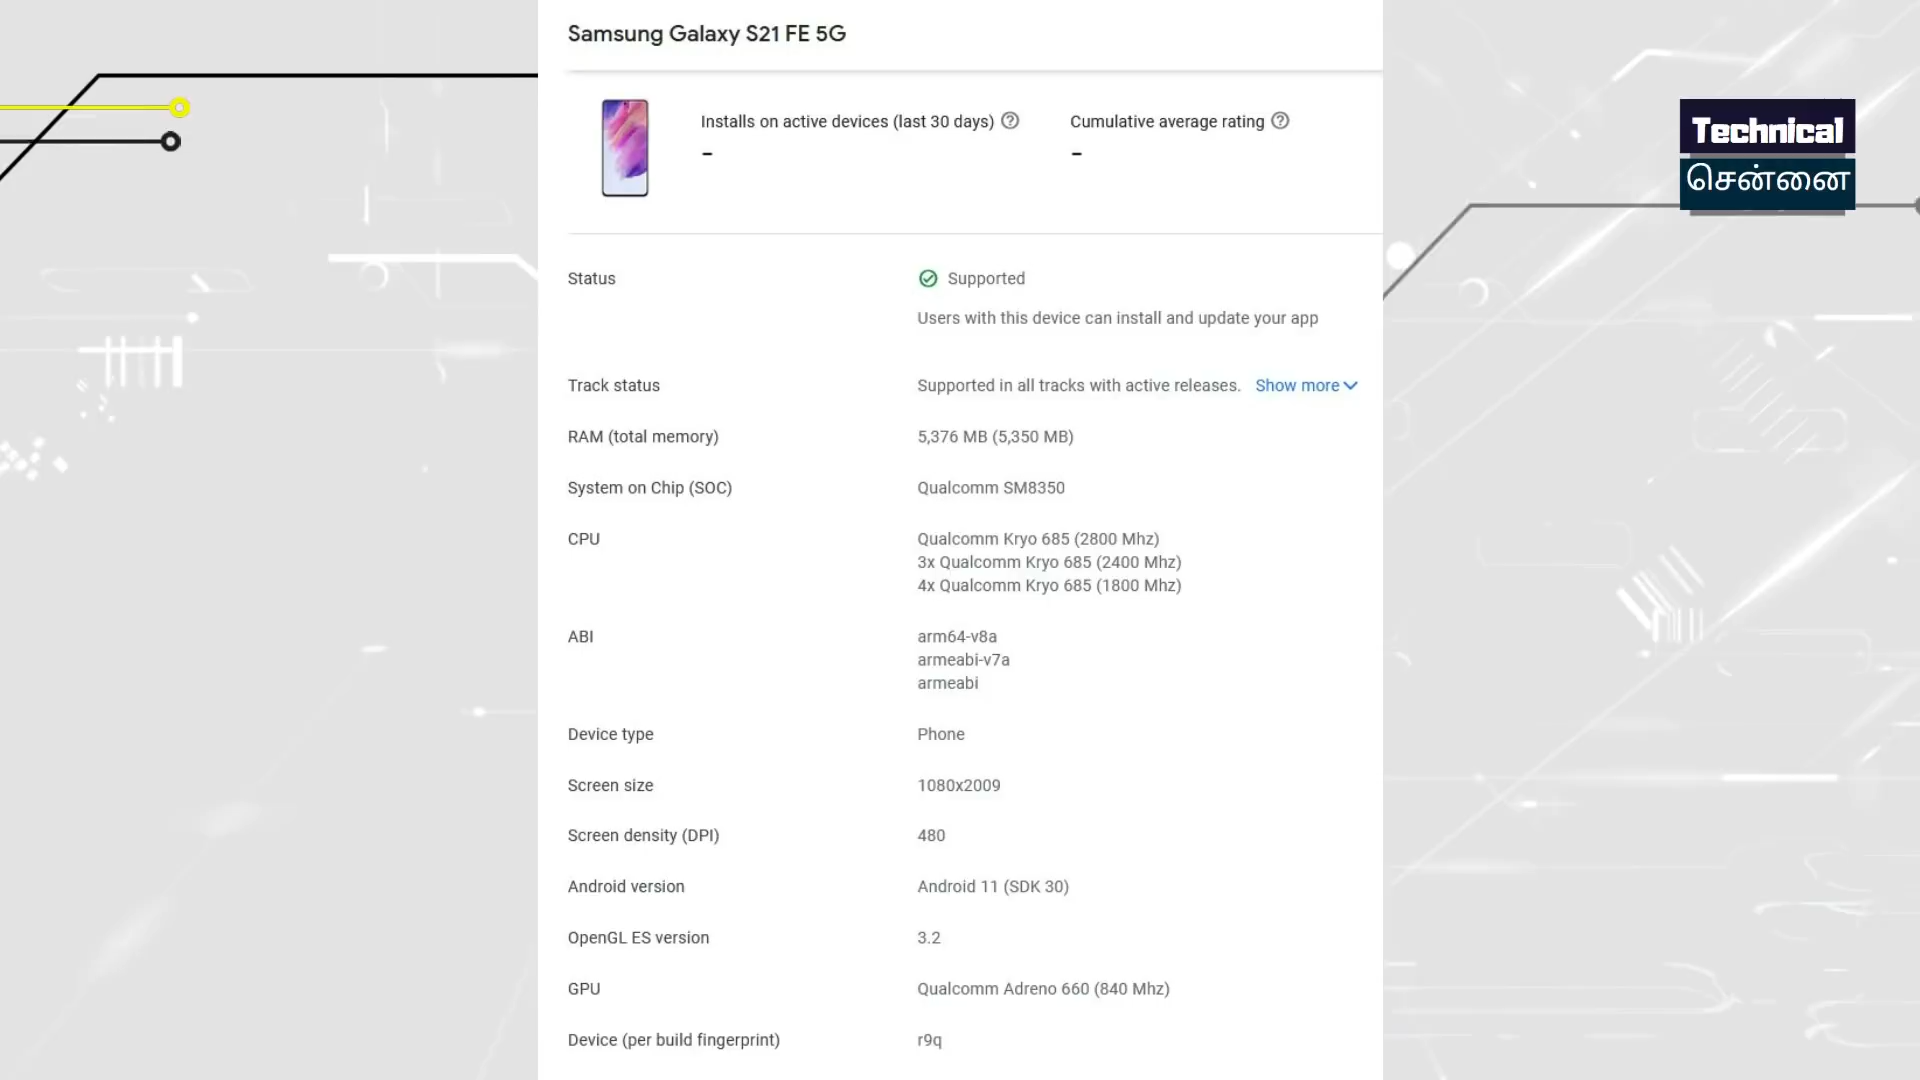 Samsung Galaxy S21 FE 5G
Installs on active devices (last 30 days)
–
Cumulative average rating
–
Technical
சென்னை
Status
Supported
Users with this device can install and update your app
Track status
Supported in all tracks with active releases. Show more
RAM (total memory)
5,376 MB (5,350 MB)
System on Chip (SOC)
Qualcomm SM8350
CPU
Qualcomm Kryo 685 (2800 Mhz)
3x Qualcomm Kryo 685 (2400 Mhz)
4x Qualcomm Kryo 685 (1800 Mhz)
ABI
arm64-v8a
armeabi-v7a
armeabi
Device type
Phone
Screen size
1080x2009
Screen density (DPI)
480
Android version
Android 11 (SDK 30)
OpenGL ES version
3.2
GPU
Qualcomm Adreno 660 (840 Mhz)
Device (per build fingerprint)
r9q